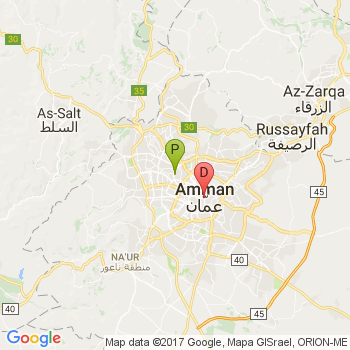 30
35
Az-Zarqa
الزرقاء
As-Salt
السلط
P
30
Russayfah
الرصيفة
D
Amman
عمان
45
NA'UR
منطقة ناعور
40
40
45
35
Google
Map data ©2017 Google, Mapa GISrael, ORION-ME